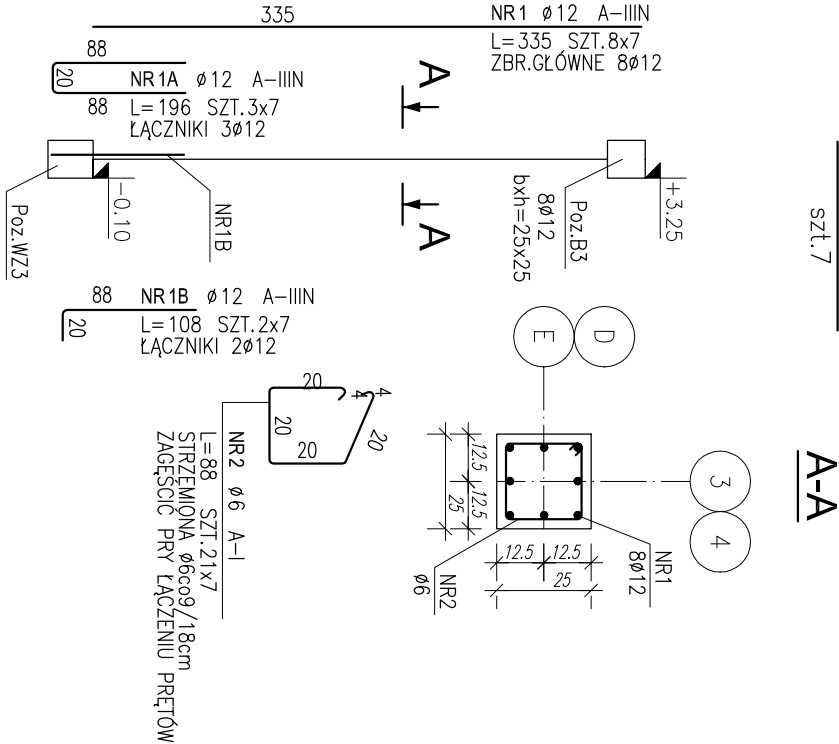 335
NR1 ø12 A-IIIN
L=335 SZT.8x7
ZBR.GŁÓWNE 8ø12
88
20
NR1A ø12 A-IIIN
88
L=196 SZT.3x7
ŁĄCZNIKI 3ø12
A
A
-0.10
NR1B
Poz.WZ3
+3.25
Poz.B3
8ø12
bxh=25x25
szt.7
88
NR1B ø12 A-IIIN
20
L=108 SZT.2x7
ŁĄCZNIKI 2ø12
E
D
A-A
3
4
20
4
4
20
20
20
NR2 ø6 A-I
L=88 SZT.21x7
STRZEMIONA ø6co9/18cm
ZAGĘŚCIĆ PRY ŁĄCZENIU PRĘTÓW
12.5
12.5
25
12.5
12.5
25
NR1
8ø12
NR2
ø6